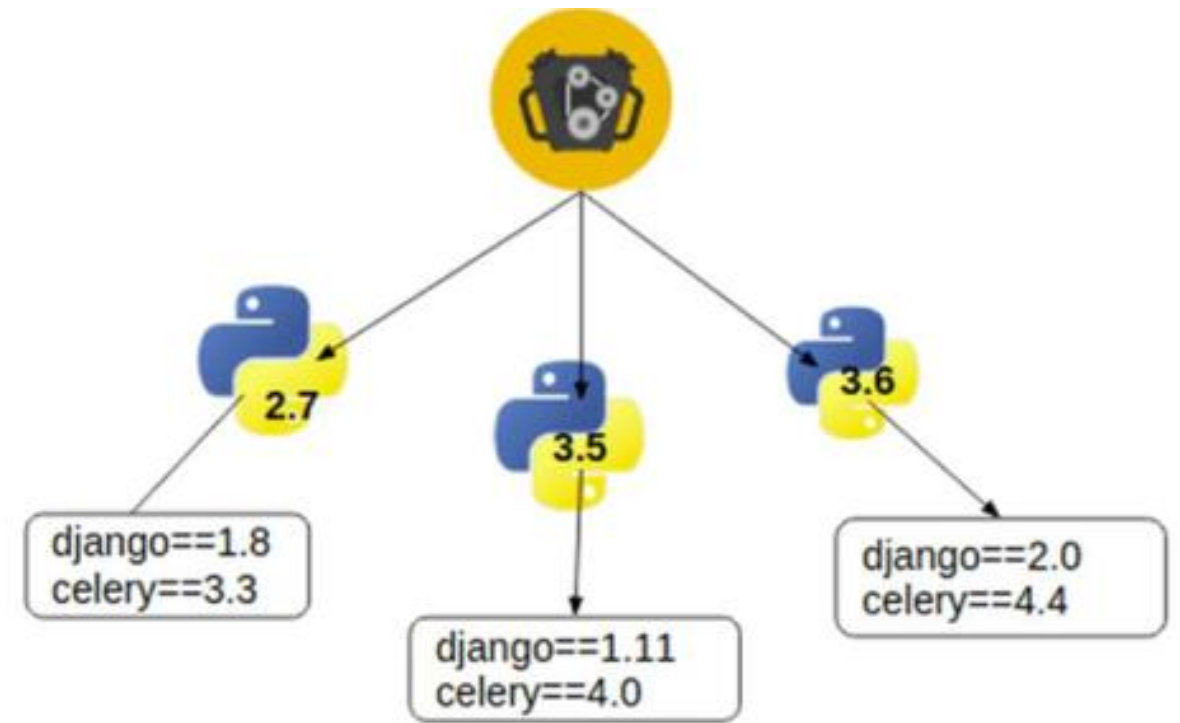 2.7
3.5
3.6
django==1.8
celery==3.3
django==1.11
celery==4.0
django==2.0
celery==4.4